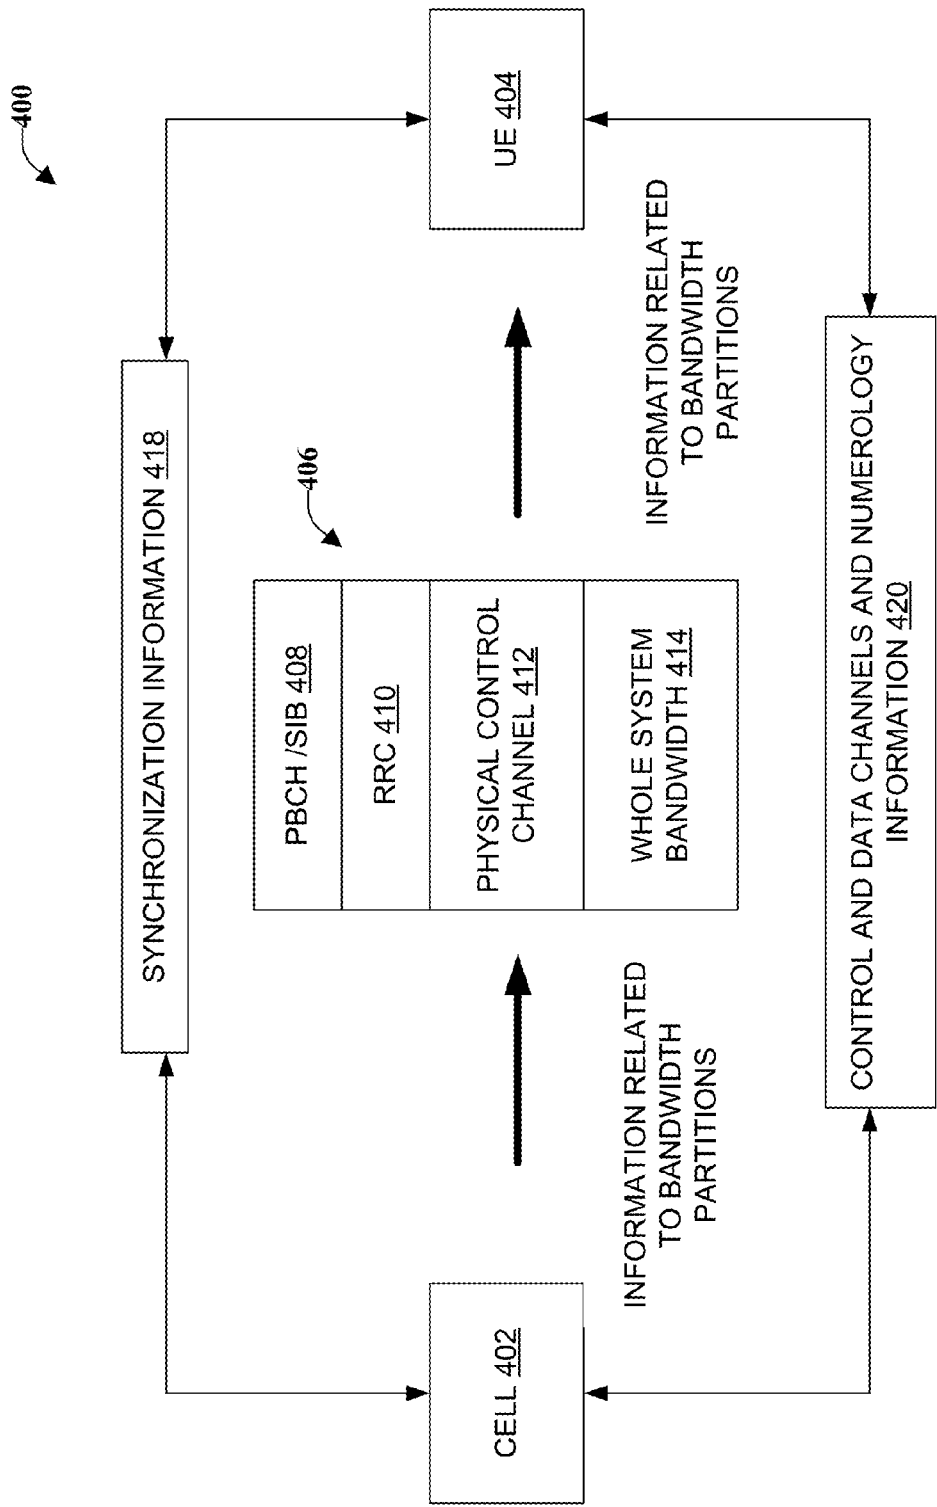 400
SYNCHRONIZATION INFORMATION 418
406
PBCH /SIB 408
RRC 410
PHYSICAL CONTROL
CHANNEL 412
WHOLE SYSTEM
BANDWIDTH 414
CELL 402
UE 404
INFORMATION RELATED
TO BANDWIDTH
PARTITIONS
INFORMATION RELATED
TO BANDWIDTH
PARTITIONS
CONTROL AND DATA CHANNELS AND NUMEROLOGY
INFORMATION 420